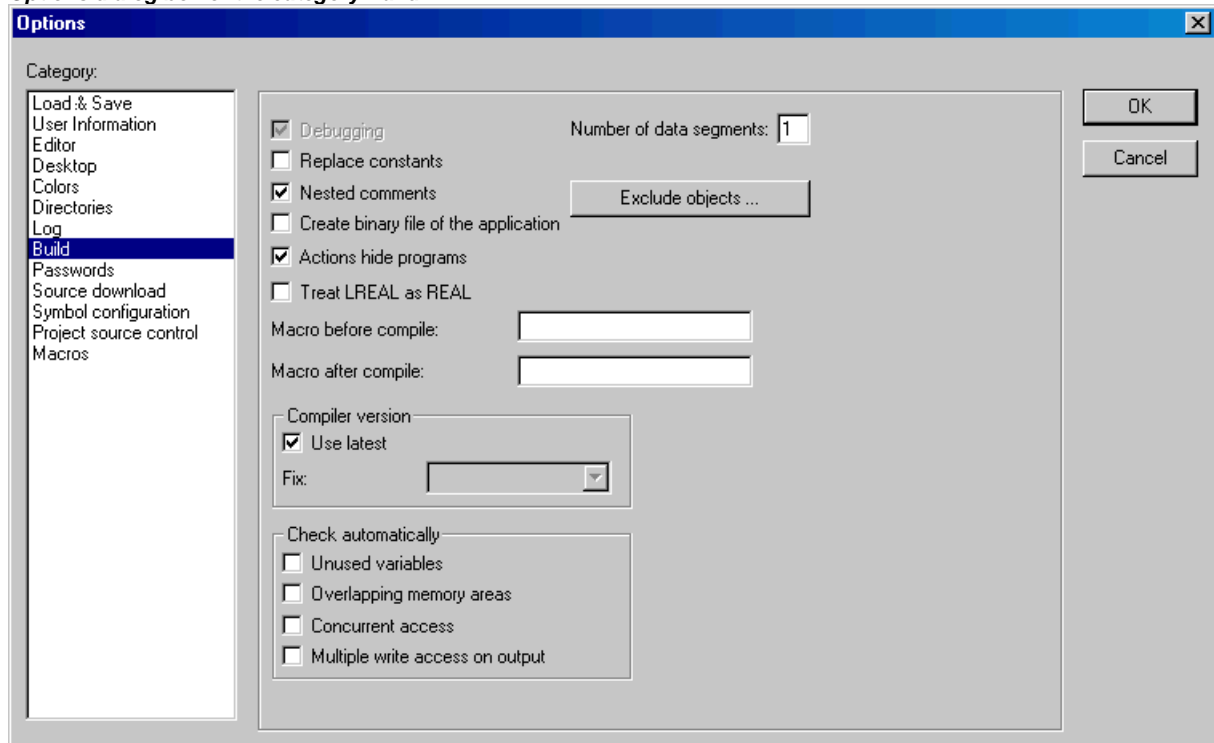 Options
Category:
Load & Save
User Information
Editor
Desktop
Colors
Directories
Log
Build
Passwords
Source download
Symbol configuration
Project source control
Macros
Debugging
Number of data segments: 1
Replace constants
Nested comments
Exclude objects ...
Create binary file of the application
Actions hide programs
Treat LREAL as REAL
Macro before compile:
Macro after compile:
Compiler version
Use latest
Fix:
Check automatically
Unused variables
Overlapping memory areas
Concurrent access
Multiple write access on output
OK
Cancel